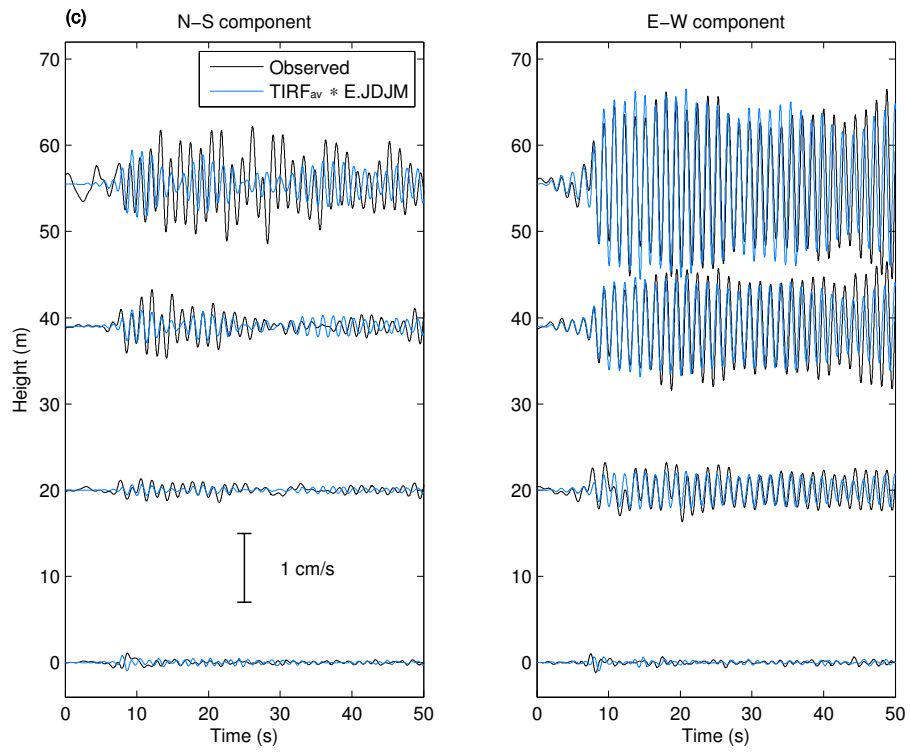 (c)
N−S component
E−W component
Observed
TIRFav ∗ E.JDJM
70
60
50
40
30
20
10
0
Height (m)
1 cm/s
0 10 20 30 40 50
Time (s)
70
60
50
40
30
20
10
0
0 10 20 30 40 50
Time (s)